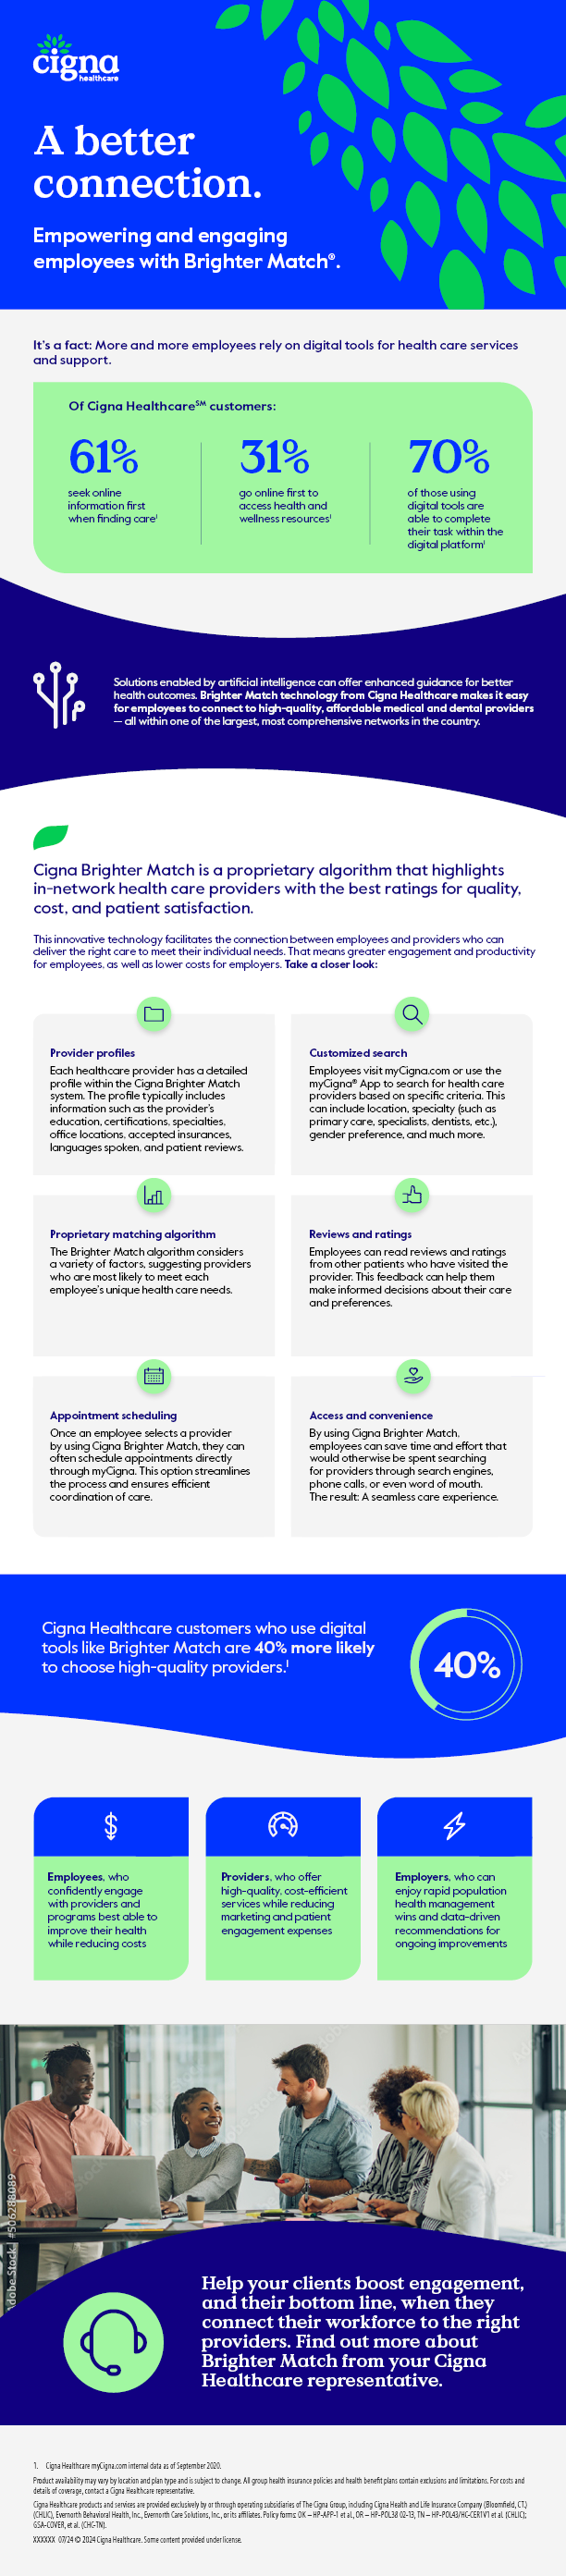 cigna
healthcare
A better
connection.
Empowering and engaging
employees with Brighter Match®.
It's a fact: More and more employees rely on digital tools for health care services
and support.
Of Cigna Healthcare℠ customers:
61%
seek online
information first
when finding care¹
31%
go online first to
access health and
wellness resources¹
70%
of those using
digital tools are
able to complete
their task within the
digital platform¹
Solutions enabled by artificial intelligence can offer enhanced guidance for better
health outcomes. Brighter Match technology from Cigna Healthcare makes it easy
for employees to connect to high-quality, affordable medical and dental providers
— all within one of the largest, most comprehensive networks in the country.
Cigna Brighter Match is a proprietary algorithm that highlights
in-network health care providers with the best ratings for quality,
cost, and patient satisfaction.
This innovative technology facilitates the connection between employees and providers who can
deliver the right care to meet their individual needs. That means greater engagement and productivity
for employees, as well as lower costs for employers. Take a closer look:
Provider profiles
Each healthcare provider has a detailed
profile within the Cigna Brighter Match
system. The profile typically includes
information such as the provider's
education, certifications, specialties,
office locations, accepted insurances,
languages spoken, and patient reviews.
Customized search
Employees visit myCigna.com or use the
myCigna® App to search for health care
providers based on specific criteria. This
can include location, specialty (such as
primary care, specialists, dentists, etc.),
gender preference, and much more.
Proprietary matching algorithm
The Brighter Match algorithm considers
a variety of factors, suggesting providers
who are most likely to meet each
employee's unique health care needs.
Reviews and ratings
Employees can read reviews and ratings
from other patients who have visited the
provider. This feedback can help them
make informed decisions about their care
and preferences.
Appointment scheduling
Once an employee selects a provider
by using Cigna Brighter Match, they can
often schedule appointments directly
through myCigna. This option streamlines
the process and ensures efficient
coordination of care.
Access and convenience
By using Cigna Brighter Match,
employees can save time and effort that
would otherwise be spent searching
for providers through search engines,
phone calls, or even word of mouth.
The result: A seamless care experience.
Cigna Healthcare customers who use digital
tools like Brighter Match are 40% more likely
to choose high-quality providers.¹
40%
Employees, who
confidently engage
with providers and
programs best able to
improve their health
while reducing costs
Providers, who offer
high-quality, cost-efficient
services while reducing
marketing and patient
engagement expenses
Employers, who can
enjoy rapid population
health management
wins and data-driven
recommendations for
ongoing improvements
Adobe Stock | #506288089
Help your clients boost engagement,
and their bottom line, when they
connect their workforce to the right
providers. Find out more about
Brighter Match from your Cigna
Healthcare representative.
1. Cigna Healthcare myCigna.com internal data as of September 2020.
Product availability may vary by location and plan type and is subject to change. All group health insurance policies and health benefit plans contain exclusions and limitations. For costs and
details of coverage, contact a Cigna Healthcare representative.
Cigna Healthcare products and services are provided exclusively by or through operating subsidiaries of The Cigna Group, including Cigna Health and Life Insurance Company (Bloomfield, CT)
(CHLIC), Evernorth Behavioral Health, Inc., Evernorth Care Solutions, Inc., or its affiliates. Policy forms: OK – HP-APP-1 et al., OR – HP-POL38 02-13, TN – HP-POL43/HC-CER1V1 et al. (CHLIC);
GSA-COVER, et al. (CHC-TN).
XXXXXX 07/24 © 2024 Cigna Healthcare. Some content provided under license.